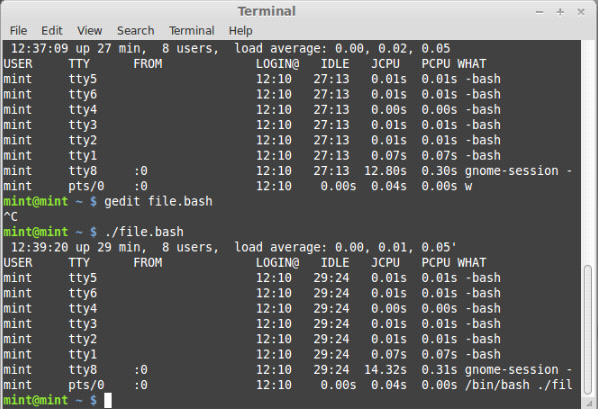 Terminal
File Edit View Search Terminal Help
12:37:09 up 27 min, 8 users, load average: 0.00, 0.02, 0.05
USER TTY FROM LOGIN@ IDLE JCPU PCPU WHAT
mint tty5 12:10 27:13 0.01s 0.01s -bash
mint tty6 12:10 27:13 0.01s 0.01s -bash
mint tty4 12:10 27:13 0.00s 0.00s -bash
mint tty3 12:10 27:13 0.01s 0.01s -bash
mint tty2 12:10 27:13 0.01s 0.01s -bash
mint tty1 12:10 27:13 0.07s 0.07s -bash
mint tty8 :0 12:10 27:13 12.80s 0.30s gnome-session -
mint pts/0 :0 12:10 0.00s 0.04s 0.00s w
mint@mint ~ $ gedit file.bash
^C
mint@mint ~ $ ./file.bash
12:39:20 up 29 min, 8 users, load average: 0.00, 0.01, 0.05'
USER TTY FROM LOGIN@ IDLE JCPU PCPU WHAT
mint tty5 12:10 29:24 0.01s 0.01s -bash
mint tty6 12:10 29:24 0.01s 0.01s -bash
mint tty4 12:10 29:24 0.00s 0.00s -bash
mint tty3 12:10 29:24 0.01s 0.01s -bash
mint tty2 12:10 29:24 0.01s 0.01s -bash
mint tty1 12:10 29:24 0.07s 0.07s -bash
mint tty8 :0 12:10 29:24 14.32s 0.31s gnome-session -
mint pts/0 :0 12:10 0.00s 0.04s 0.00s /bin/bash ./fil
mint@mint ~ $